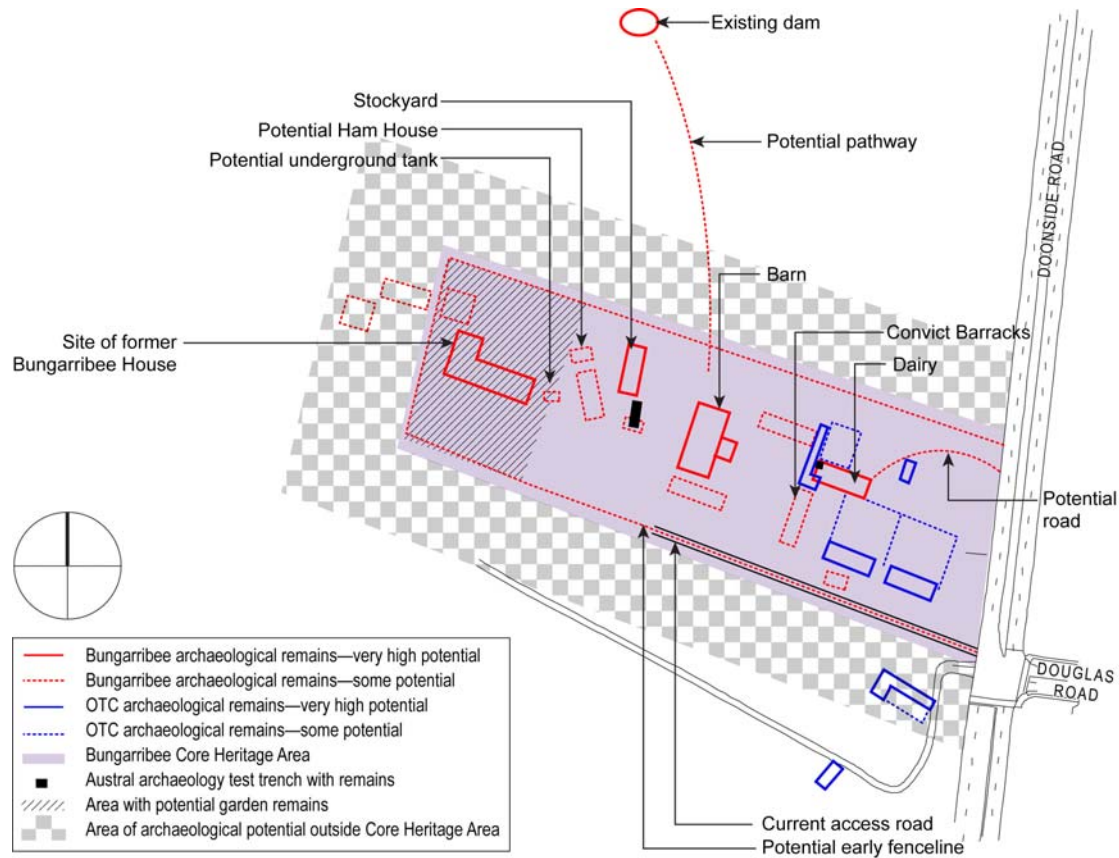 Existing dam
Stockyard
Potential Ham House
Potential underground tank
Potential pathway
DOONSIDE ROAD
Barn
Convict Barracks
Dairy
Site of former
Bungarribee House
Potential
road
Bungarribee archaeological remains—very high potential
Bungarribee archaeological remains—some potential
OTC archaeological remains—very high potential
OTC archaeological remains—some potential
Bungarribee Core Heritage Area
Austral archaeology test trench with remains
Area with potential garden remains
Area of archaeological potential outside Core Heritage Area
DOUGLAS
ROAD
Current access road
Potential early fenceline